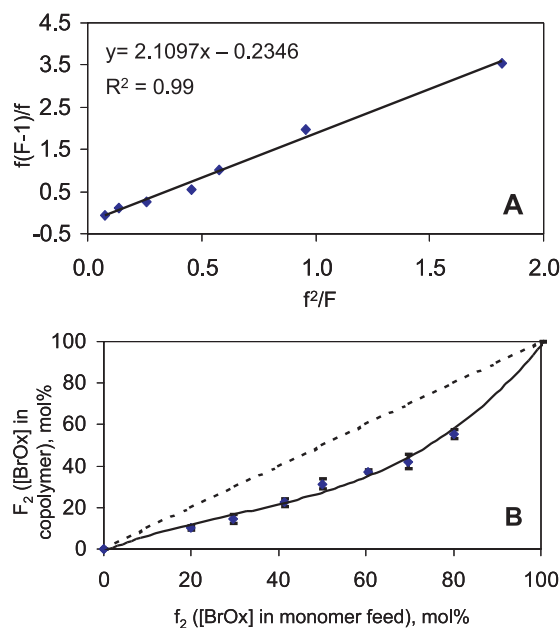 4.5
y= 2.1097x – 0.2346
3.5
R² = 0.99
2.5
1.5
0.5
-0.5
f(F-1)/f
A
0.0 0.5 1.0 1.5 2.0
f²/F
100
80
60
40
20
0
F₂ ([BrOx] in
copolymer), mol%
B
0 20 40 60 80 100
f₂ ([BrOx] in monomer feed), mol%